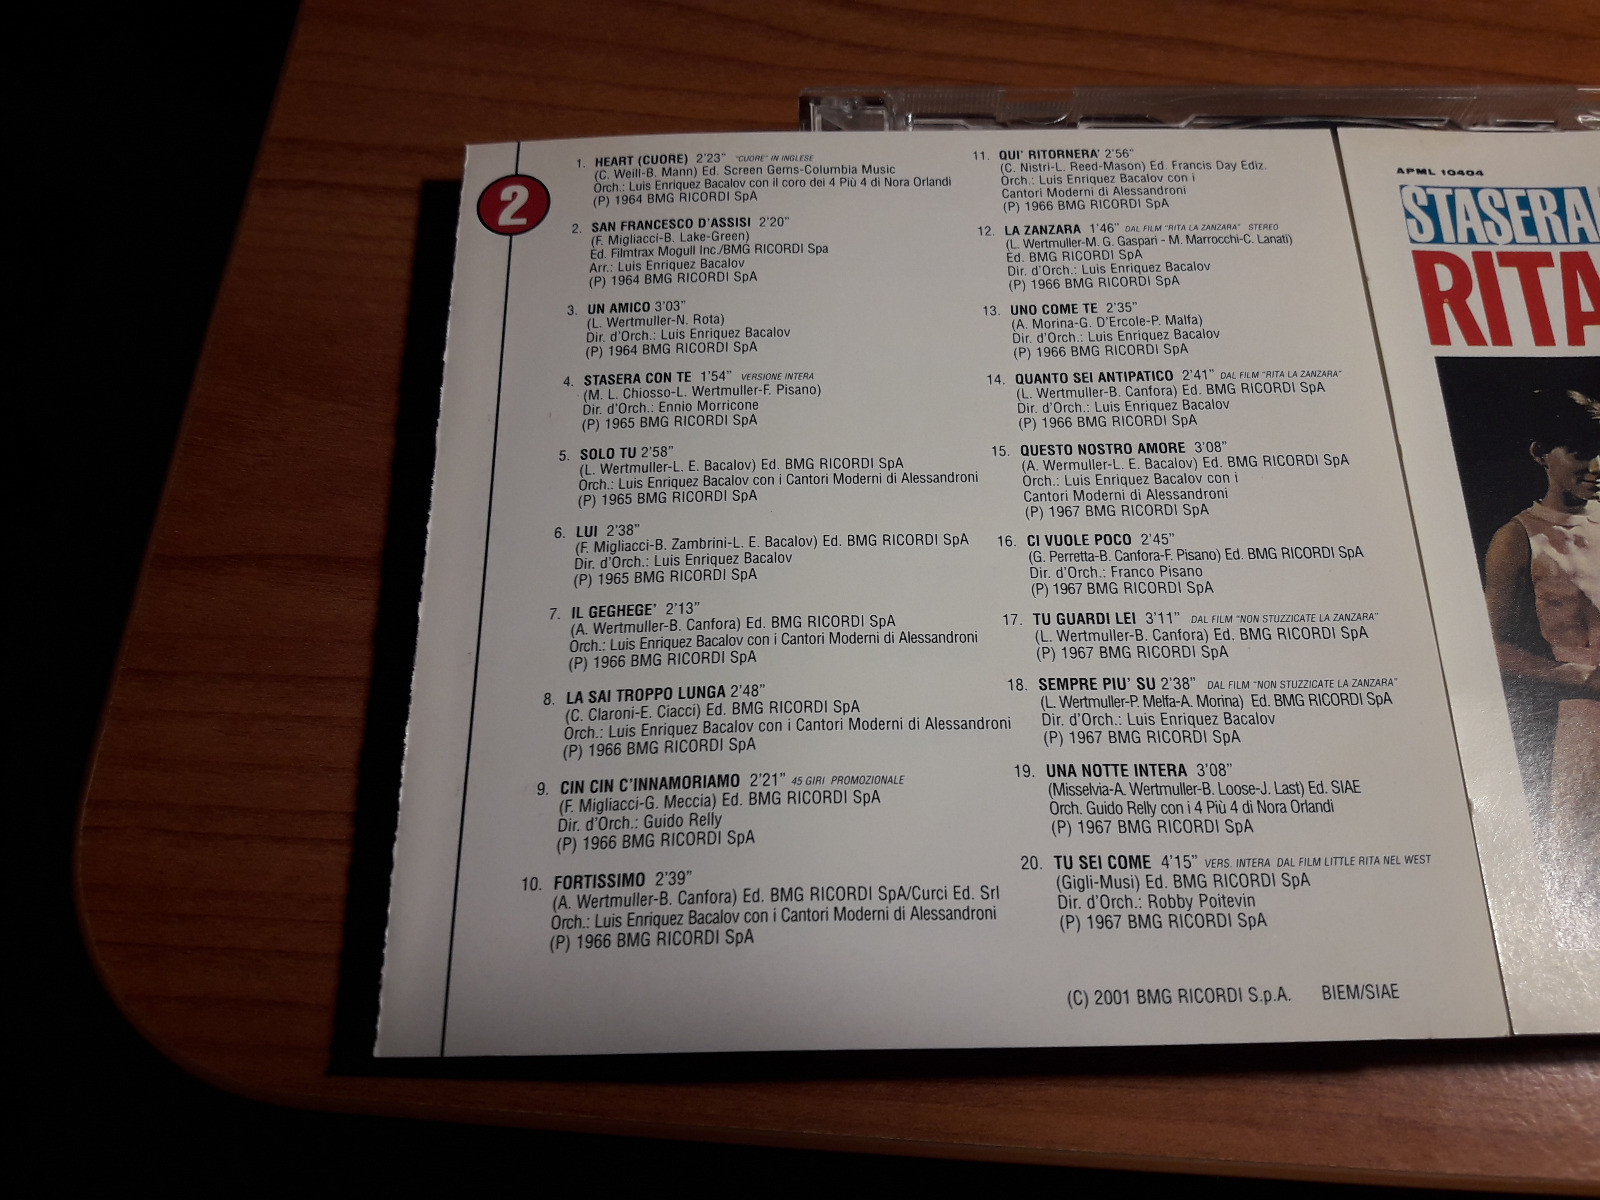 2
1. HEART (CUORE) 2'23" "CUORE" IN INGLESE
(C. Weill-B. Mann) Ed. Screen Gems-Columbia Music
Orch.: Luis Enriquez Bacalov con il coro dei 4 Più 4 di Nora Orlandi
(P) 1964 BMG RICORDI SpA
2. SAN FRANCESCO D'ASSISI 2'20"
(F. Migliacci-B. Lake-Green)
Ed. Filmtrax Mogull Inc./BMG RICORDI Spa
Arr.: Luis Enriquez Bacalov
(P) 1964 BMG RICORDI SpA
3. UN AMICO 3'03"
(L. Wertmuller-N. Rota)
Dir. d'Orch.: Luis Enriquez Bacalov
(P) 1964 BMG RICORDI SpA
4. STASERA CON TE 1'54" VERSIONE INTERA
(M. L. Chiosso-L. Wertmuller-F. Pisano)
Dir. d'Orch.: Ennio Morricone
(P) 1965 BMG RICORDI SpA
5. SOLO TU 2'58"
(L. Wertmuller-L. E. Bacalov) Ed. BMG RICORDI SpA
Orch.: Luis Enriquez Bacalov con i Cantori Moderni di Alessandroni
(P) 1965 BMG RICORDI SpA
6. LUI 2'38"
(F. Migliacci-B. Zambrini-L. E. Bacalov) Ed. BMG RICORDI SpA
Dir. d'Orch.: Luis Enriquez Bacalov
(P) 1965 BMG RICORDI SpA
7. IL GEGHEGE' 2'13"
(A. Wertmuller-B. Canfora) Ed. BMG RICORDI SpA
Orch.: Luis Enriquez Bacalov con i Cantori Moderni di Alessandroni
(P) 1966 BMG RICORDI SpA
8. LA SAI TROPPO LUNGA 2'48"
(C. Claroni-E. Ciacci) Ed. BMG RICORDI SpA
Orch.: Luis Enriquez Bacalov con i Cantori Moderni di Alessandroni
(P) 1966 BMG RICORDI SpA
9. CIN CIN C'INNAMORIAMO 2'21" 45 GIRI PROMOZIONALE
(F. Migliacci-G. Meccia) Ed. BMG RICORDI SpA
Dir. d'Orch.: Guido Relly
(P) 1966 BMG RICORDI SpA
10. FORTISSIMO 2'39"
(A. Wertmuller-B. Canfora) Ed. BMG RICORDI SpA/Curci Ed. Srl
Orch.: Luis Enriquez Bacalov con i Cantori Moderni di Alessandroni
(P) 1966 BMG RICORDI SpA
11. QUI' RITORNERA' 2'56"
(C. Nistri-L. Reed-Mason) Ed. Francis Day Ediz.
Orch.: Luis Enriquez Bacalov con i
Cantori Moderni di Alessandroni
(P) 1966 BMG RICORDI SpA
12. LA ZANZARA 1'46" DAL FILM "RITA LA ZANZARA" STEREO
(L. Wertmuller-M. G. Gaspari - M. Marrocchi-C. Lanati)
Ed. BMG RICORDI SpA
Dir. d'Orch.: Luis Enriquez Bacalov
(P) 1966 BMG RICORDI SpA
13. UNO COME TE 2'35"
(A. Morina-G. D'Ercole-P. Malfa)
Dir. d'Orch.: Luis Enriquez Bacalov
(P) 1966 BMG RICORDI SpA
14. QUANTO SEI ANTIPATICO 2'41" DAL FILM "RITA LA ZANZARA"
(L. Wertmuller-B. Canfora) Ed. BMG RICORDI SpA
Dir. d'Orch.: Luis Enriquez Bacalov
(P) 1966 BMG RICORDI SpA
15. QUESTO NOSTRO AMORE 3'08"
(A. Wermuller-L. E. Bacalov) Ed. BMG RICORDI SpA
Orch.: Luis Enriquez Bacalov con i
Cantori Moderni di Alessandroni
(P) 1967 BMG RICORDI SpA
16. CI VUOLE POCO 2'45"
(G. Perretta-B. Canfora-F. Pisano) Ed. BMG RICORDI SpA
Dir. d'Orch.: Franco Pisano
(P) 1967 BMG RICORDI SpA
17. TU GUARDI LEI 3'11" DAL FILM "NON STUZZICATE LA ZANZARA"
(L. Wertmuller-B. Canfora) Ed. BMG RICORDI SpA
(P) 1967 BMG RICORDI SpA
18. SEMPRE PIU' SU 2'38" DAL FILM "NON STUZZICATE LA ZANZARA"
(L. Wertmuller-P. Melfa-A. Morina) Ed. BMG RICORDI SpA
Dir. d'Orch.: Luis Enriquez Bacalov
(P) 1967 BMG RICORDI SpA
19. UNA NOTTE INTERA 3'08"
(Misselvia-A. Wertmuller-B. Loose-J. Last) Ed. SIAE
Orch. Guido Relly con i 4 Più 4 di Nora Orlandi
(P) 1967 BMG RICORDI SpA
20. TU SEI COME 4'15" VERS. INTERA DAL FILM LITTLE RITA NEL WEST
(Gigli-Musi) Ed. BMG RICORDI SpA
Dir. d'Orch.: Robby Poitevin
(P) 1967 BMG RICORDI SpA
(C) 2001 BMG RICORDI S.p.A. BIEM/SIAE
APML 10404
STASERA
RITA